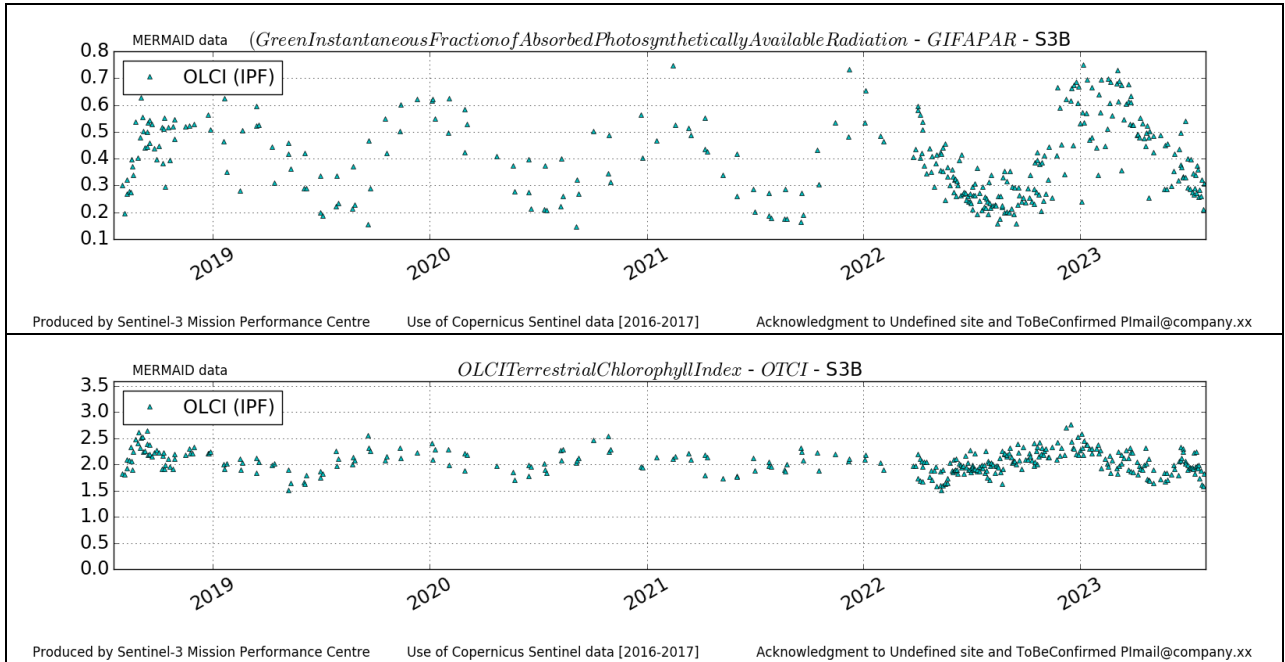 MERMAID data (GreenInstantaneousFractionofAbsorbedPhotosyntheticallyAvailableRadiation - GIFAPAR - S3B
0.8
OLCI (IPF)
0.7
0.6
0.5
0.4
0.3
0.2
0.1
2019 2020 2021 2022 2023
Produced by Sentinel-3 Mission Performance Centre Use of Copernicus Sentinel data [2016-2017] Acknowledgment to Undefined site and ToBeConfirmed PImail@company.xx
MERMAID data OLCITerrestrialChlorophyllIndex - OTCI - S3B
3.5
OLCI (IPF)
3.0
2.5
2.0
1.5
1.0
0.5
0.0
2019 2020 2021 2022 2023
Produced by Sentinel-3 Mission Performance Centre Use of Copernicus Sentinel data [2016-2017] Acknowledgment to Undefined site and ToBeConfirmed PImail@company.xx